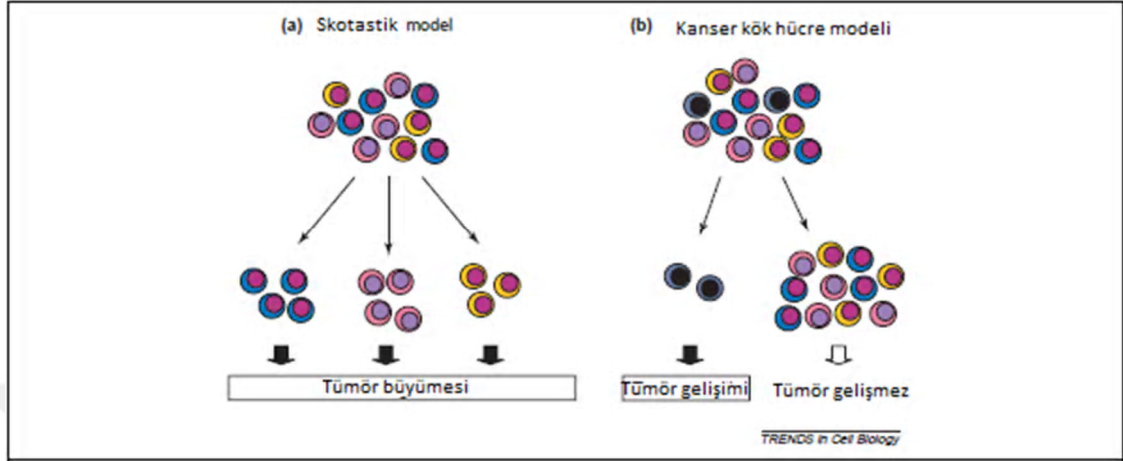 (a) Skotastik model
(b) Kanser kök hücre modeli
Tümör büyümesi
Tümör gelişimi
Tümör gelişmez
TRENDS in Cell Biology